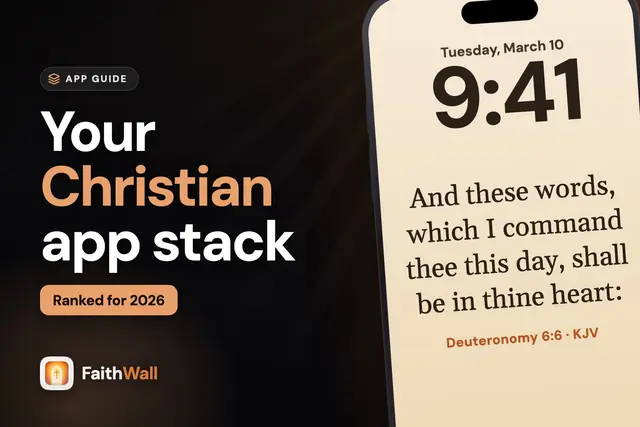 APP GUIDE
Your
Christian
app stack
Ranked for 2026
FaithWall
Tuesday, March 10
9:41
And these words,
which I command
thee this day, shall
be in thine heart:
Deuteronomy 6:6 · KJV